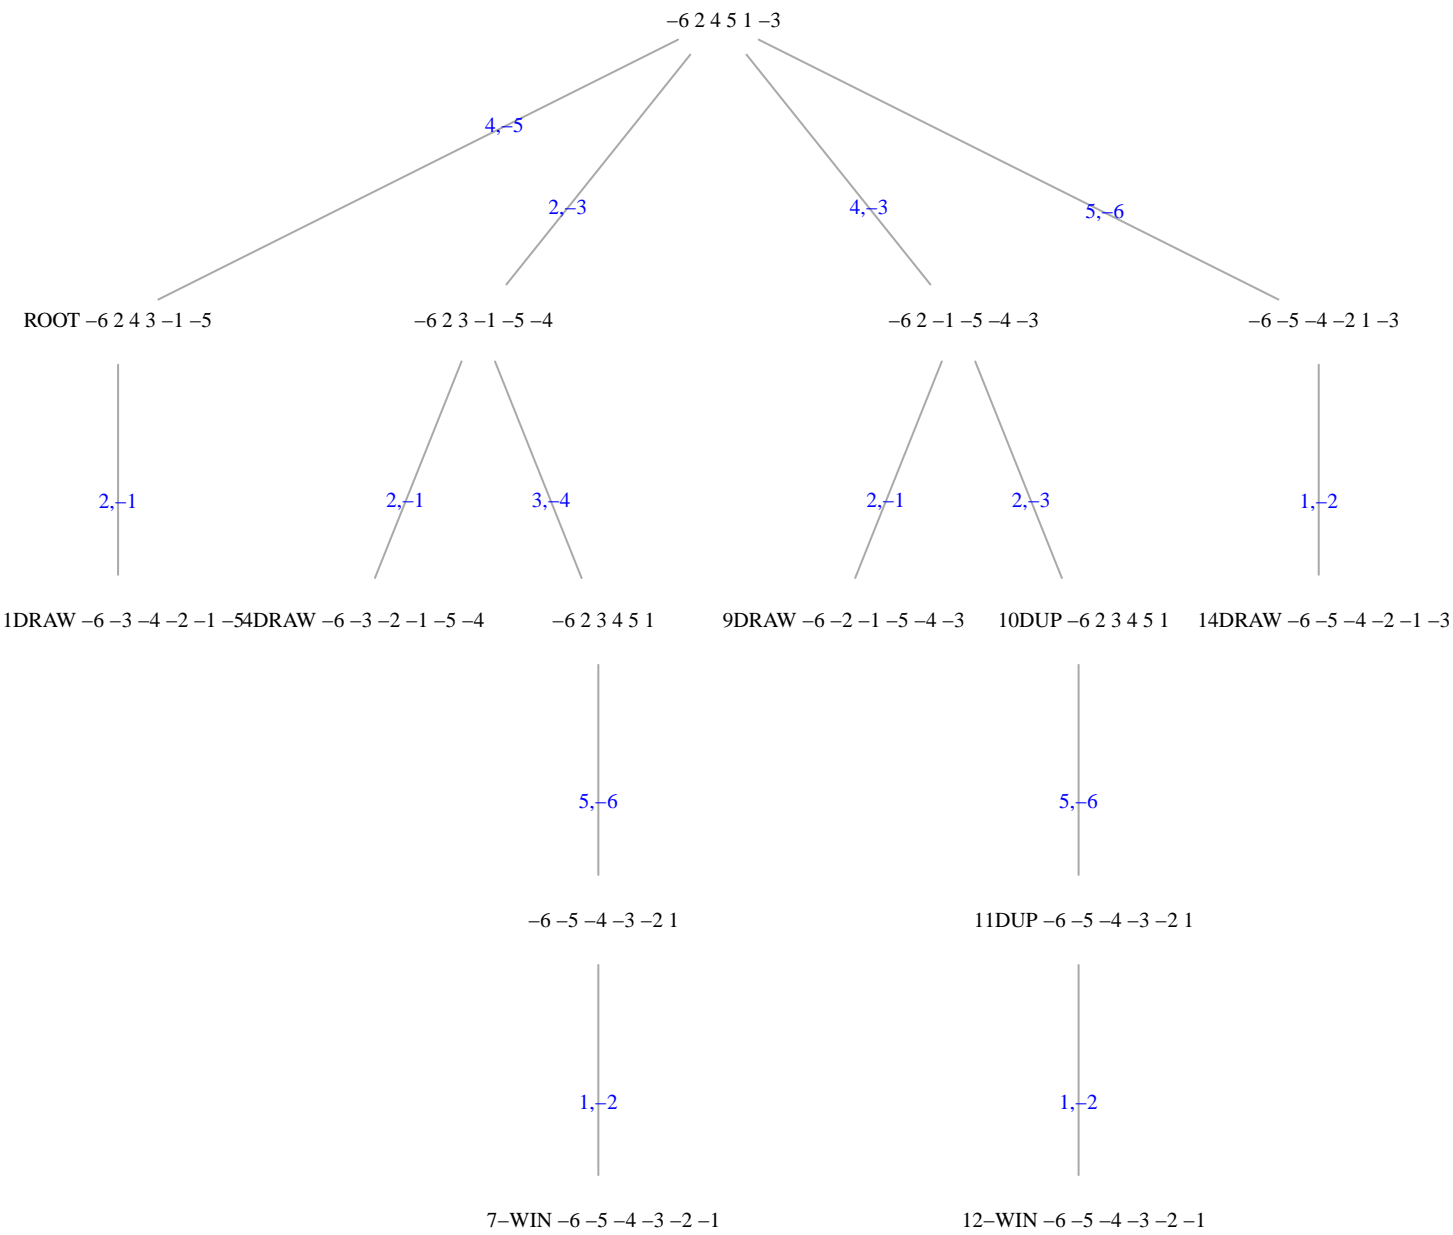 −6 2 4 5 1 −3
4,−5
2,−3
4,−3
5,−6
ROOT −6 2 4 3 −1 −5
−6 2 3 −1 −5 −4
−6 2 −1 −5 −4 −3
−6 −5 −4 −2 1 −3
2,−1
2,−1
3,−4
2,−1
2,−3
1,−2
1DRAW −6 −3 −4 −2 −1 −5
4DRAW −6 −3 −2 −1 −5 −4
−6 2 3 4 5 1
9DRAW −6 −2 −1 −5 −4 −3
10DUP −6 2 3 4 5 1
14DRAW −6 −5 −4 −2 −1 −3
5,−6
5,−6
−6 −5 −4 −3 −2 1
11DUP −6 −5 −4 −3 −2 1
1,−2
1,−2
7−WIN −6 −5 −4 −3 −2 −1
12−WIN −6 −5 −4 −3 −2 −1